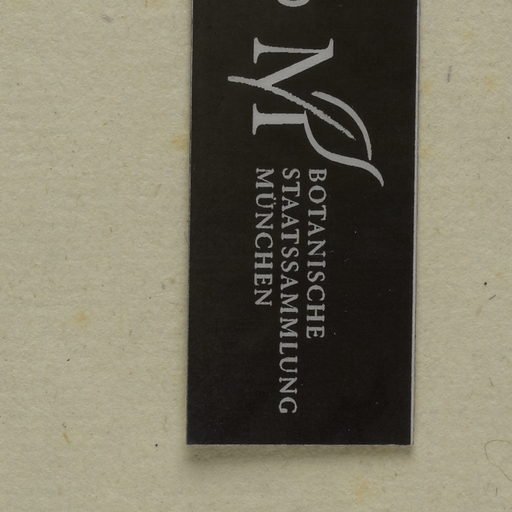 M
BOTANISCHE
STAATSSAMMLUNG
MÜNCHEN